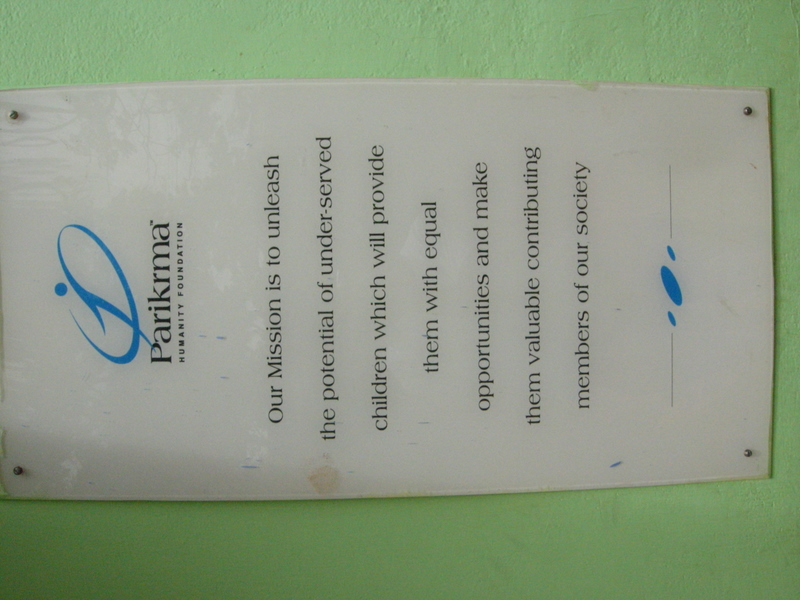 Parikrma™
HUMANITY FOUNDATION
Our Mission is to unleash
the potential of under-served
children which will provide
them with equal
opportunities and make
them valuable contributing
members of our society